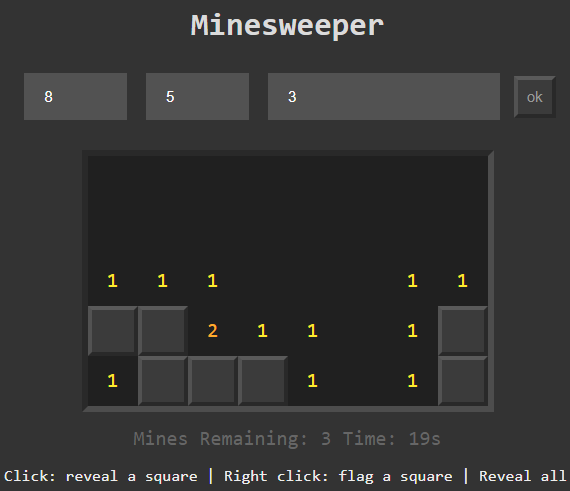 Minesweeper
8 5 3 ok
1 1 1 1 1
2 1 1 1
1 1 1
Mines Remaining: 3 Time: 19s
Click: reveal a square | Right click: flag a square | Reveal all